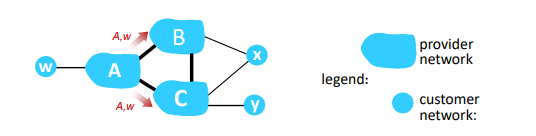 A,w
B
w
A
x
C
y
A,w
provider
network
legend:
customer
network: